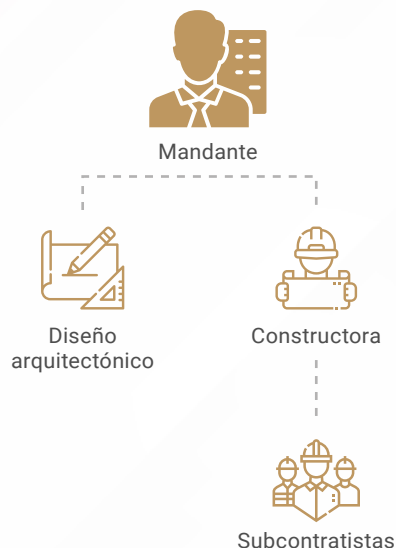 Mandante
Diseño
arquitectónico
Constructora
Subcontratistas